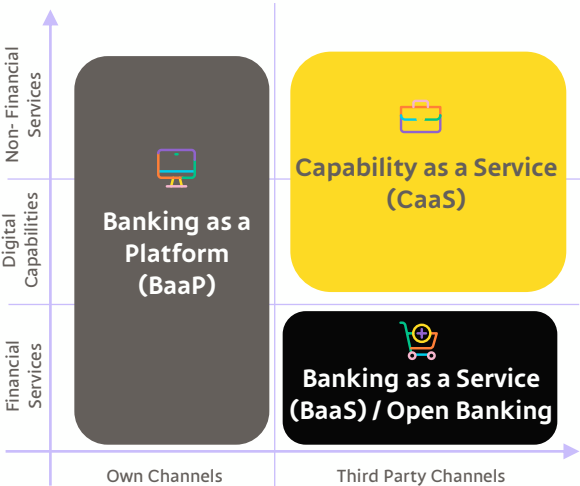 Non- Financial
Services
Digital
Capabilities
Financial
Services
Banking as a
Platform
(BaaP)
Capability as a Service
(CaaS)
Banking as a Service
(BaaS) / Open Banking
Own Channels
Third Party Channels